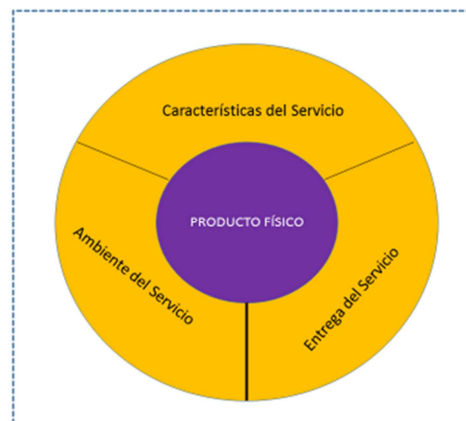 Características del Servicio
PRODUCTO FÍSICO
Ambiente del Servicio
Entrega del Servicio